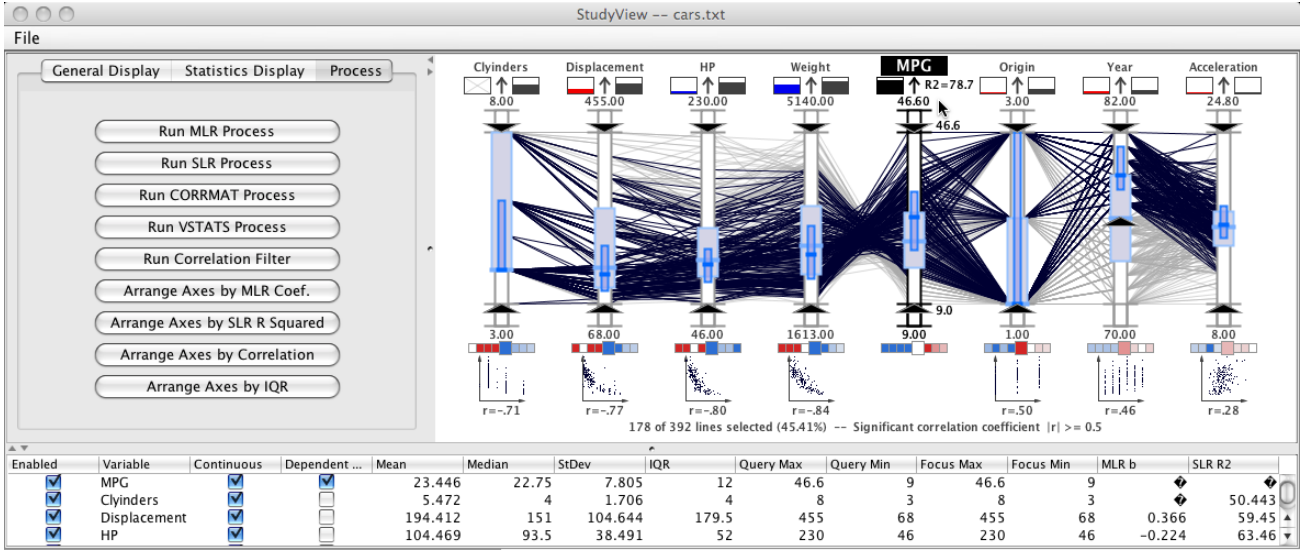 StudyView -- cars.txt
File
General Display Statistics Display Process
Run MLR Process
Run SLR Process
Run CORRMAT Process
Run VSTATS Process
Run Correlation Filter
Arrange Axes by MLR Coef.
Arrange Axes by SLR R Squared
Arrange Axes by Correlation
Arrange Axes by IQR
Clyinders Displacement HP Weight MPG Origin Year Acceleration
R2=78.7
8.00 455.00 230.00 5140.00 46.60 3.00 82.00 24.80
46.6
9.0
3.00 68.00 46.00 1613.00 9.00 1.00 70.00 8.00
r=-.71 r=-.77 r=-.80 r=-.84 r=.50 r=.46 r=.28
178 of 392 lines selected (45.41%) -- Significant correlation coefficient |r| >= 0.5
Enabled Variable Continuous Dependent ... Mean Median StDev IQR Query Max Query Min Focus Max Focus Min MLR b SLR R2
MPG 23.446 22.75 7.805 12 46.6 9 46.6 9 � �
Clyinders 5.472 4 1.706 4 8 3 8 3 � 50.443
Displacement 194.412 151 104.644 179.5 455 68 455 68 0.366 59.45
HP 104.469 93.5 38.491 52 230 46 230 46 -0.224 63.46